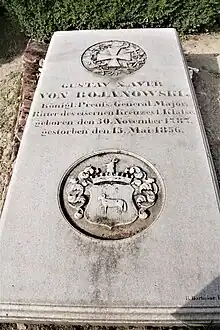 GUSTAV XAVER
VON ROJANOWSKI.
Königl. Preuss. General Major,
Ritter des eisernen Kreuzes I. Klasse,
geboren den 30. November 1787.
gestorben den 15. Mai 1856.